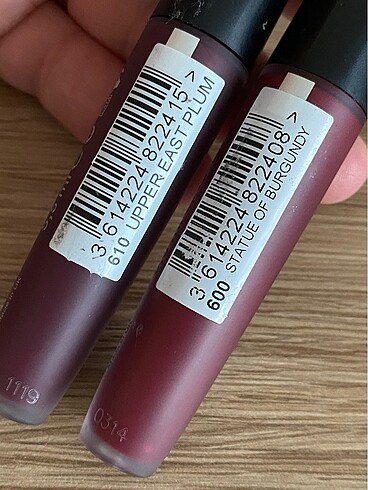 3 614224 822415 >
610 UPPER EAST PLUM
1119
3 614224 822408 >
600 STATUE OF BURGUNDY
0314